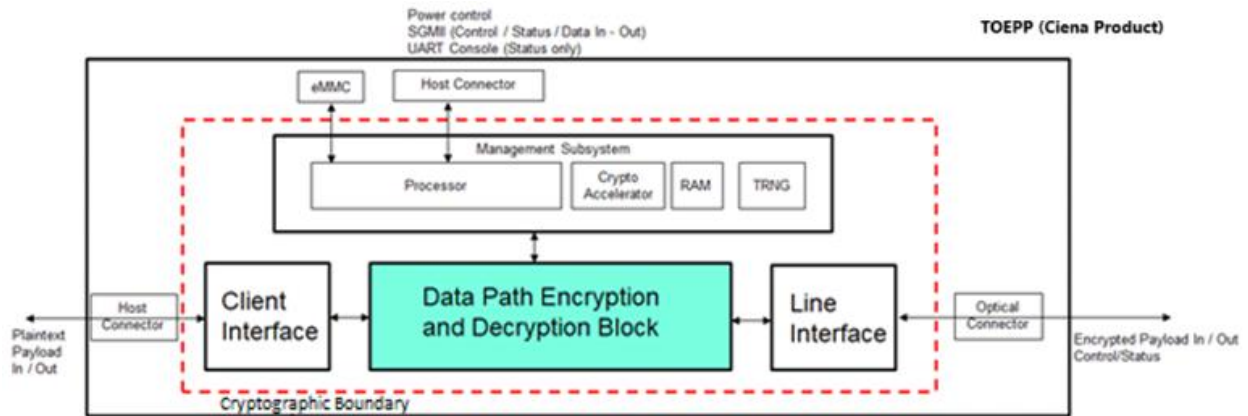 Power control
SGMII (Control / Status / Data In - Out)
UART Console (Status only)
TOEPP (Ciena Product)
eMMC
Host Connector
Management Subsystem
Processor
Crypto
Accelerator
RAM
TRNG
Host
Connector
Client
Interface
Data Path Encryption
and Decryption Block
Line
Interface
Optical
Connector
Plaintext
Payload
In / Out
Encrypted Payload In / Out
Control/Status
Cryptographic Boundary